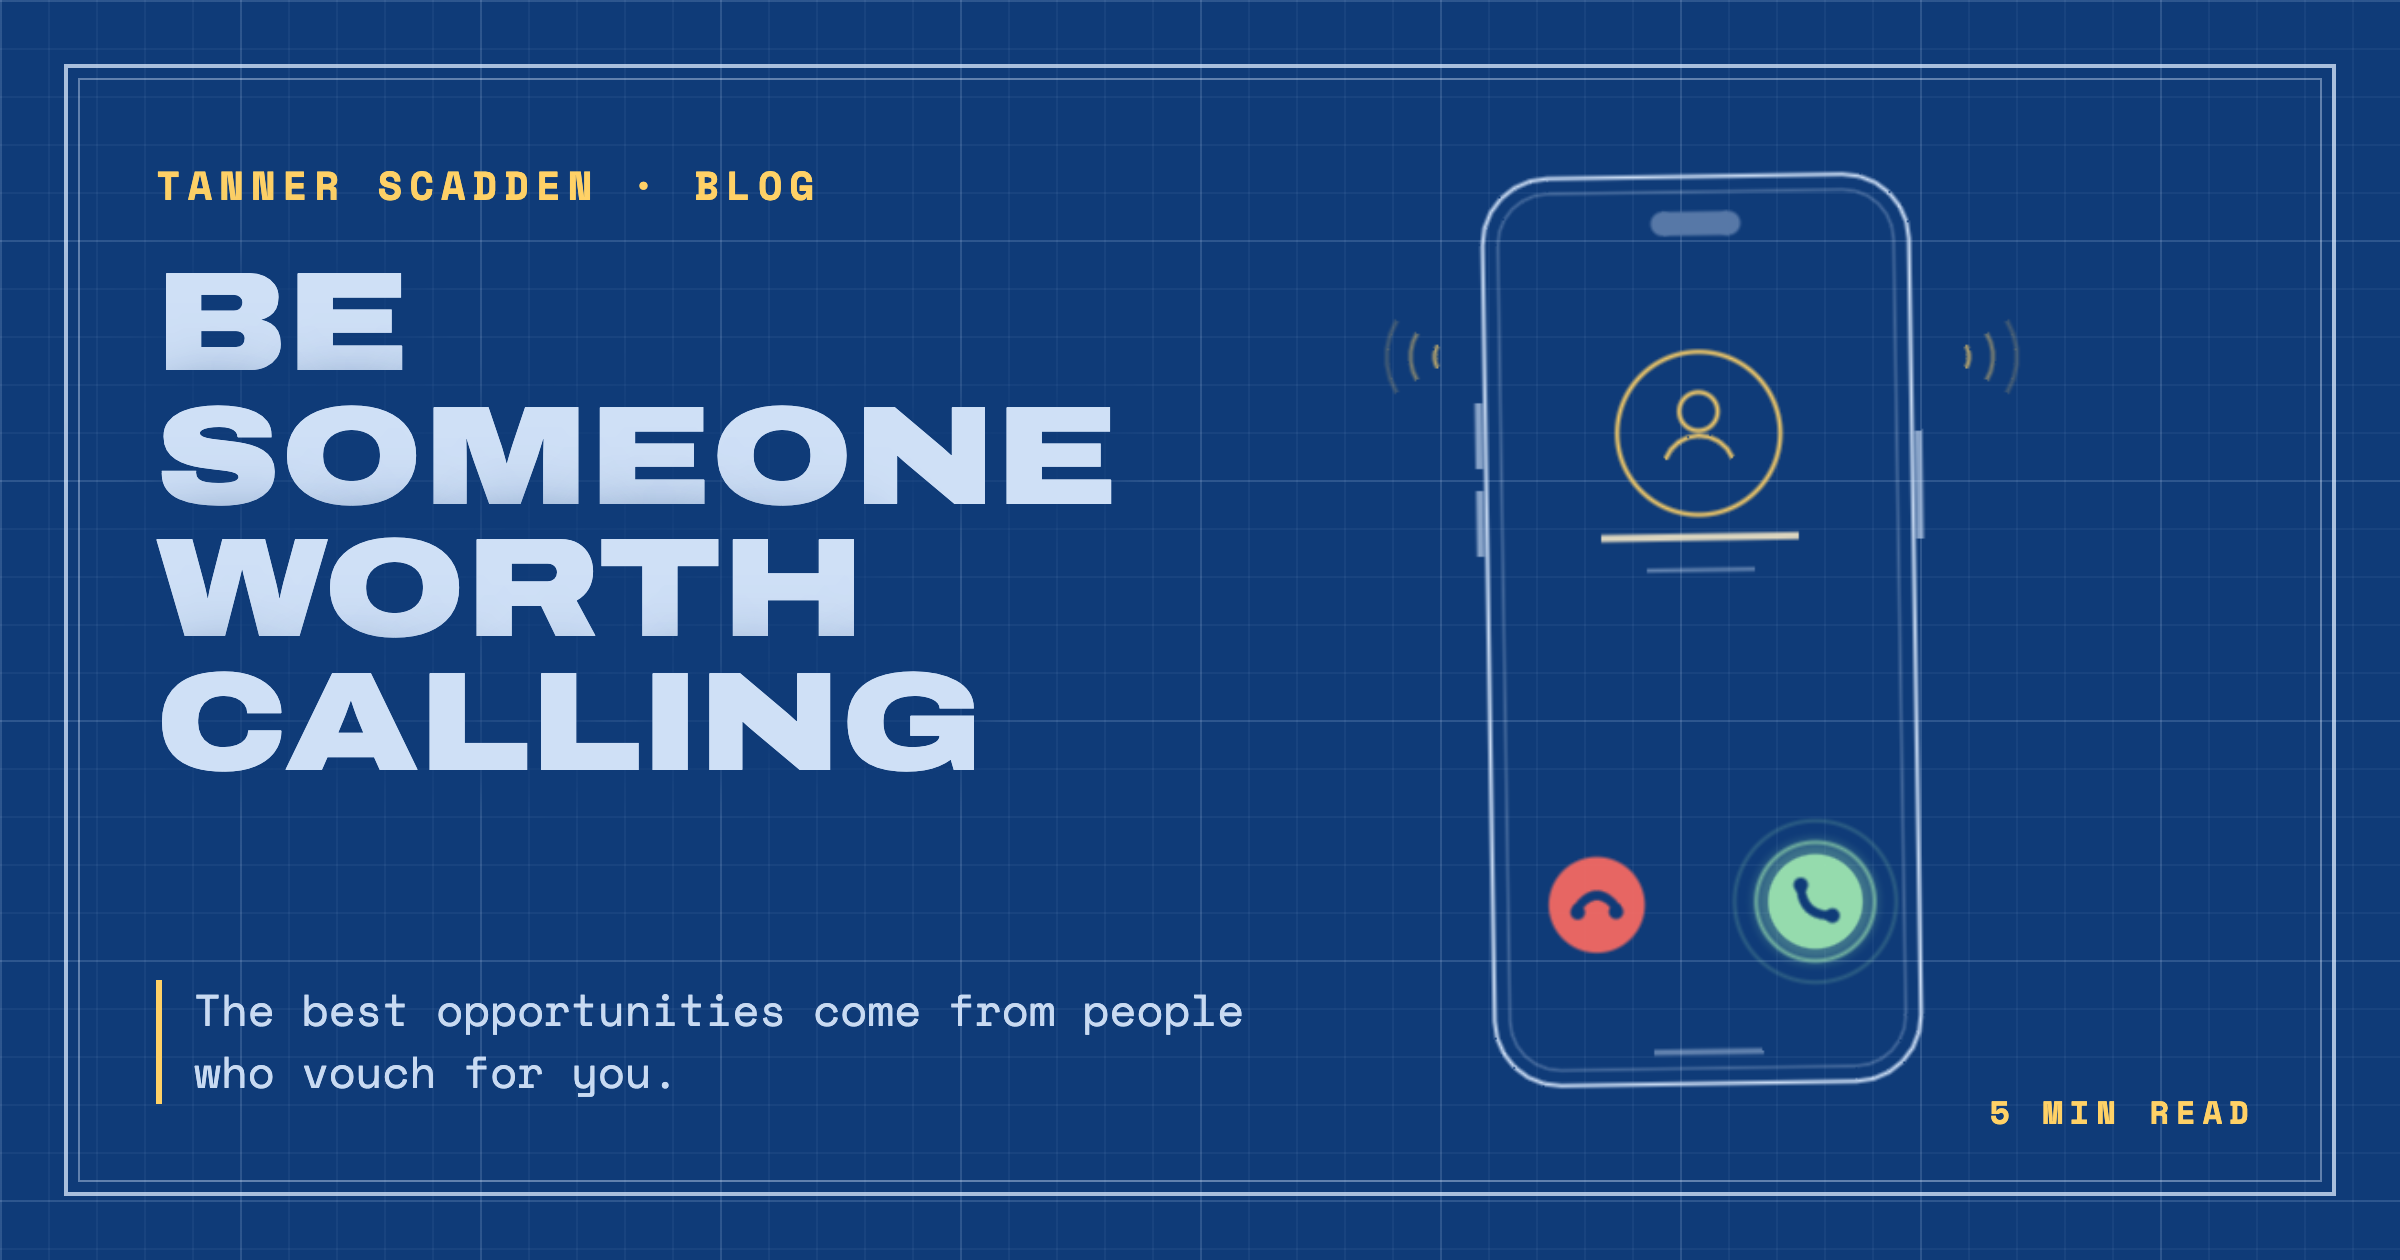 TANNER SCADDEN · BLOG
BE
SOMEONE
WORTH
CALLING
The best opportunities come from people
who vouch for you.
5 MIN READ